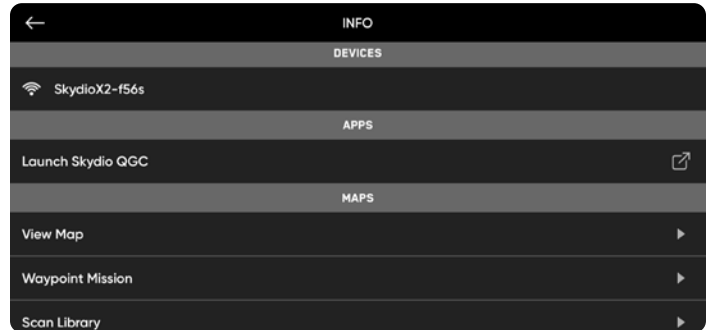 INFO
DEVICES
SkydioX2-f56s
APPS
Launch Skydio QGC
MAPS
View Map
Waypoint Mission
Scan Library